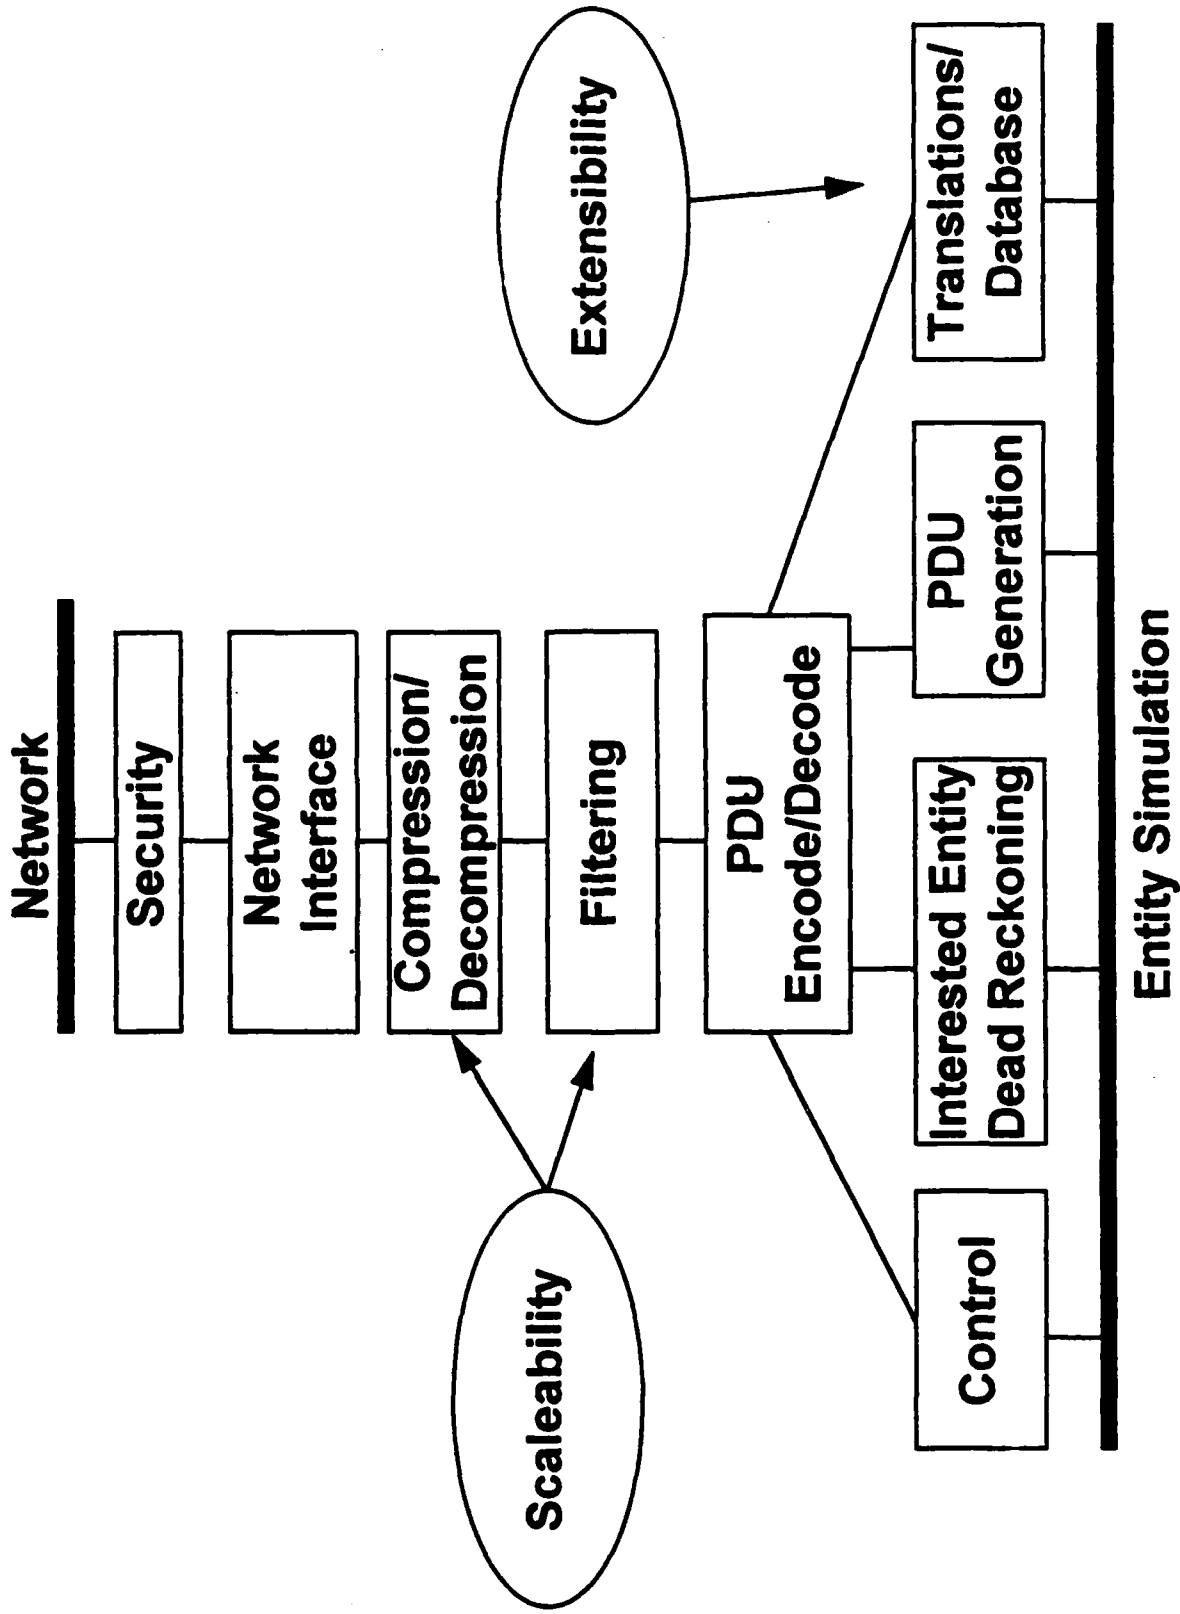 Network
Security
Network
Interface
Compression/
Decompression
Scaleability
Filtering
Extensibility
PDU
Encode/Decode
Control
Interested Entity
Dead Reckoning
PDU
Generation
Translations/
Database
Entity Simulation